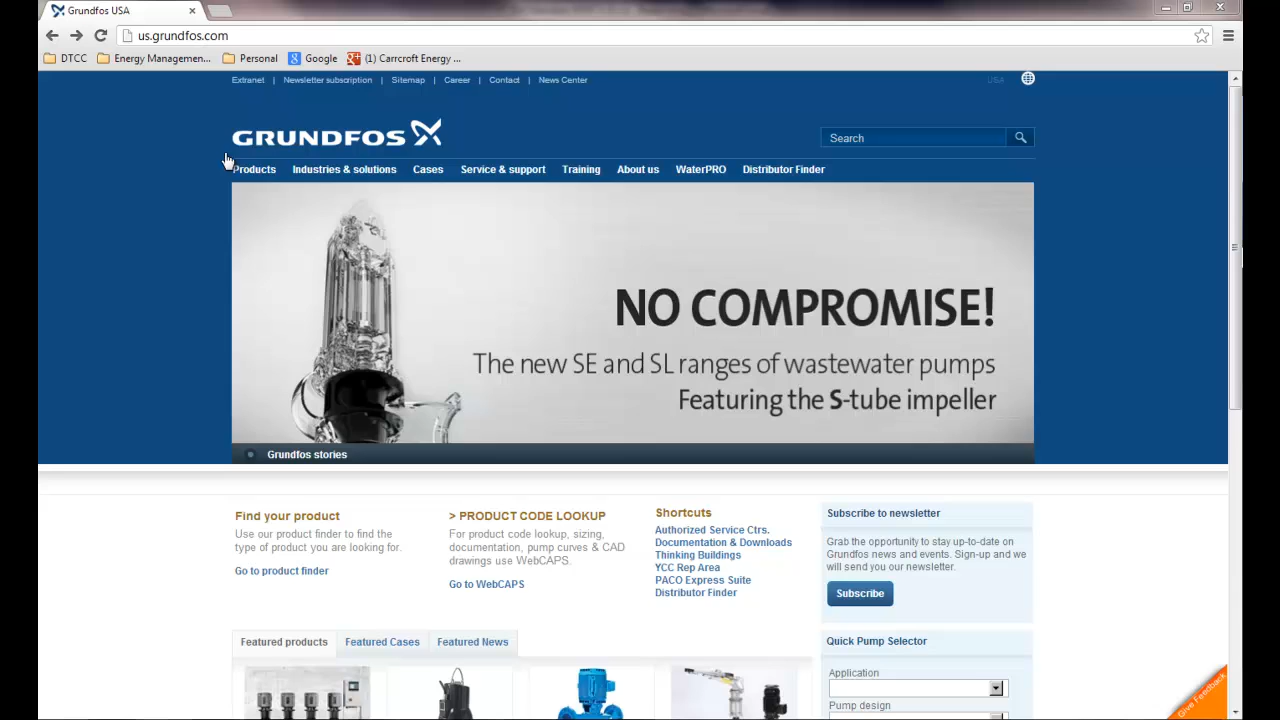 Grundfos USA
us.grundfos.com
DTCC Energy Managemen... Personal Google (1) Carrcroft Energy ...
Extranet | Newsletter subscription | Sitemap | Career | Contact | News Center USA
GRUNDFOS
Search
Products Industries & solutions Cases Service & support Training About us WaterPRO Distributor Finder
NO COMPROMISE!
The new SE and SL ranges of wastewater pumps
Featuring the S-tube impeller
Grundfos stories
Find your product
Use our product finder to find the
type of product you are looking for.
Go to product finder
> PRODUCT CODE LOOKUP
For product code lookup, sizing,
documentation, pump curves & CAD
drawings use WebCAPS.
Go to WebCAPS
Shortcuts
Authorized Service Ctrs.
Documentation & Downloads
Thinking Buildings
YCC Rep Area
PACO Express Suite
Distributor Finder
Subscribe to newsletter
Grab the opportunity to stay up-to-date on
Grundfos news and events. Sign-up and we
will send you our newsletter.
Subscribe
Featured products Featured Cases Featured News
Quick Pump Selector
Application
Pump design
Give Feedback